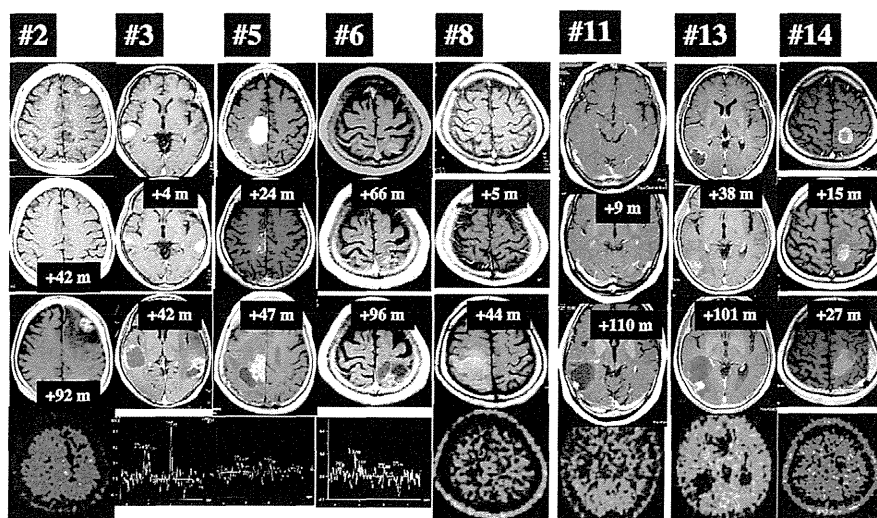 #2 #3 #5 #6 #8 #11 #13 #14
+4 m +24 m +66 m +5 m +9 m +38 m +15 m
+42 m
+42 m +47 m +96 m +44 m +110 m +101 m +27 m
+92 m